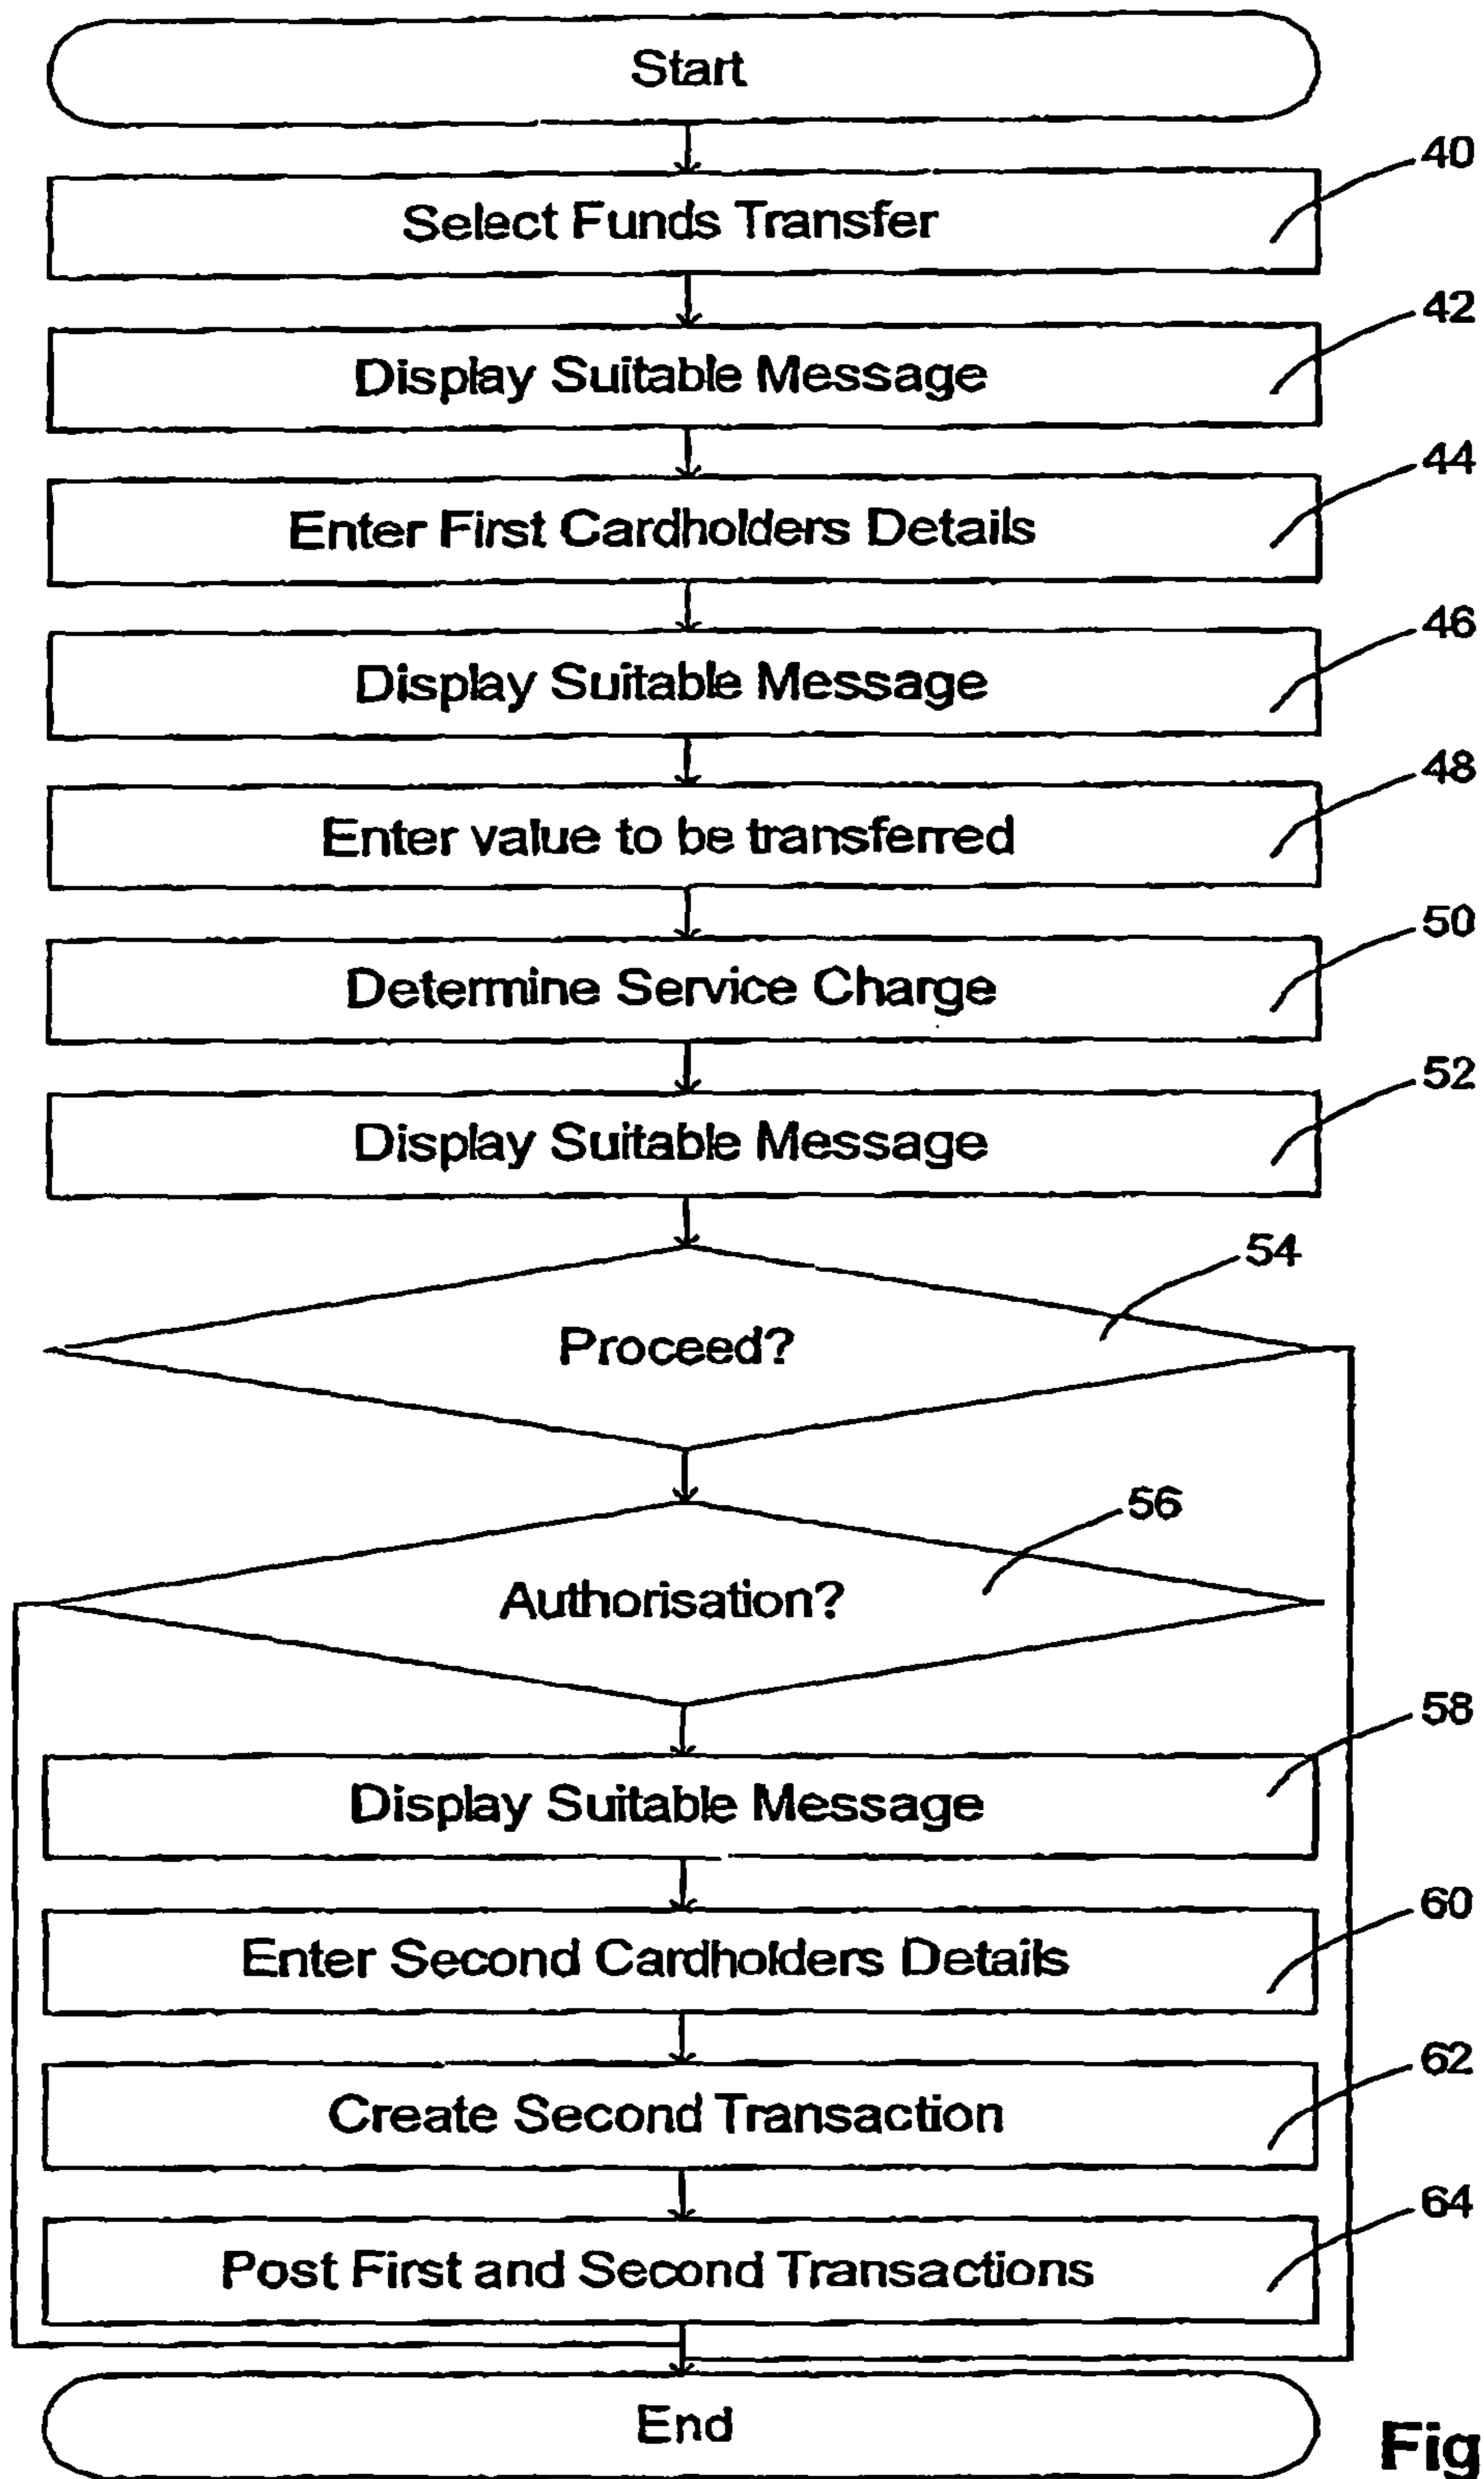 Start
40
Select Funds Transfer
42
Display Suitable Message
44
Enter First Cardholders Details
46
Display Suitable Message
48
Enter value to be transferred
50
Determine Service Charge
52
Display Suitable Message
54
Proceed?
56
Authorisation?
58
Display Suitable Message
60
Enter Second Cardholders Details
62
Create Second Transaction
64
Post First and Second Transactions
End
Fig